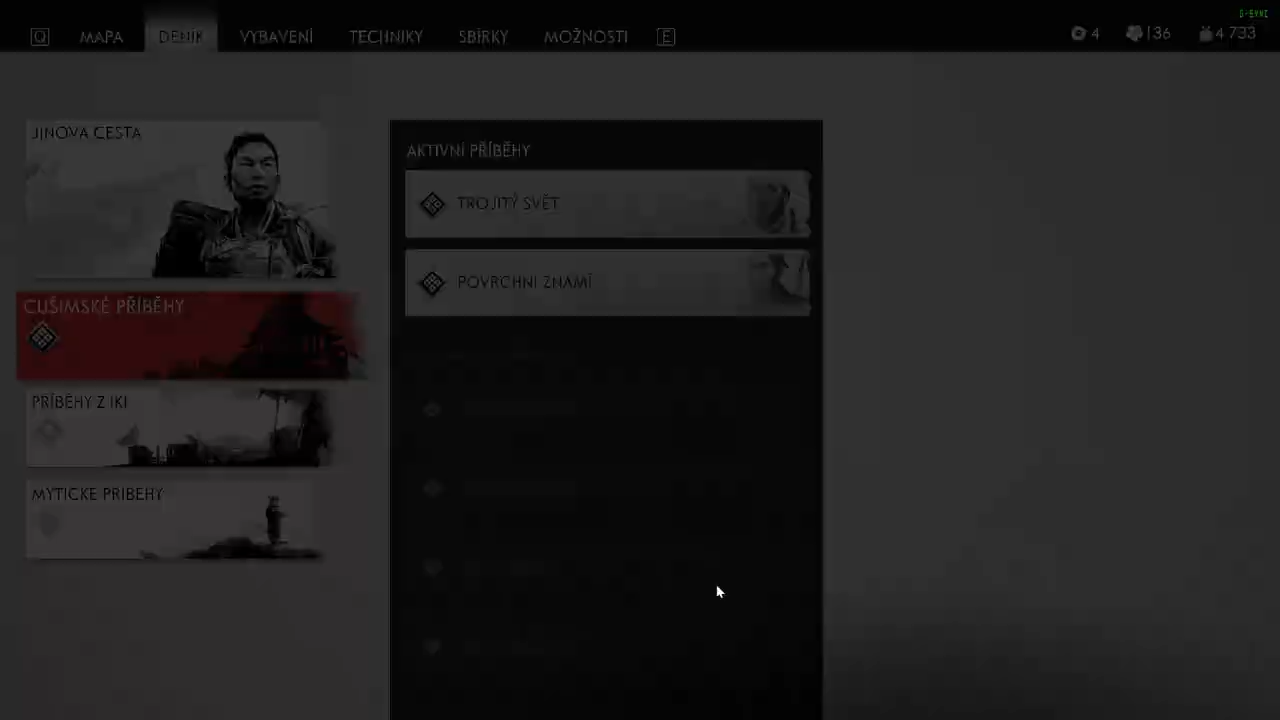 G-SYNC
Q MAPA DENÍK VYBAVENÍ TECHNIKY SBÍRKY MOŽNOSTI E 4 136 4 733
JINOVA CESTA
CUŠIMSKÉ PŘÍBĚHY
PŘÍBĚHY Z IKI
MYTICKÉ PŘÍBĚHY
AKTIVNÍ PŘÍBĚHY
TROJITÝ SVĚT
POVRCHNÍ ZNÁMÍ